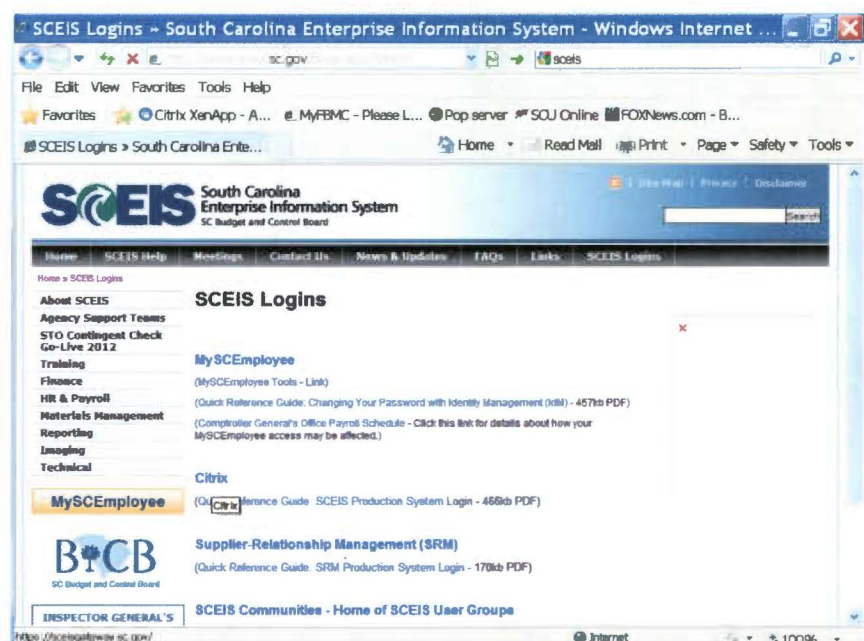 SCEIS Logins » South Carolina Enterprise Information System - Windows Internet ...
sc.gov
sceis
File Edit View Favorites Tools Help
Favorites Citrix XenApp - A... MyFBMC - Please L... Pop server SOU Online FOXNews.com - B...
SCEIS Logins » South Carolina Ente... Home Read Mail Print Page Safety Tools
Site Map | Privacy | Disclaimer
SCEIS South Carolina
Enterprise Information System
SC Budget and Control Board
Search
Home SCEIS Help Meetings Contact Us News & Updates FAQs Links SCEIS Logins
Home » SCEIS Logins
About SCEIS
Agency Support Teams
STO Contingent Check
Go-Live 2012
Training
Finance
HR & Payroll
Materials Management
Reporting
Imaging
Technical
MySCEmployee
BCB
SC Budget and Control Board
INSPECTOR GENERAL'S
SCEIS Logins
MySCEmployee
(MySCEmployee Tools - Link)
(Quick Reference Guide: Changing Your Password with Identity Management (IdM) - 457kb PDF)
(Comptroller General's Office Payroll Schedule - Click this link for details about how your
MySCEmployee access may be affected.)
Citrix
(Quick Reference Guide SCEIS Production System Login - 466kb PDF)
Citrix
Supplier-Relationship Management (SRM)
(Quick Reference Guide. SRM Production System Login - 170kb PDF)
SCEIS Communities - Home of SCEIS User Groups
https://sceisgateway.sc.gov/ Internet 100%